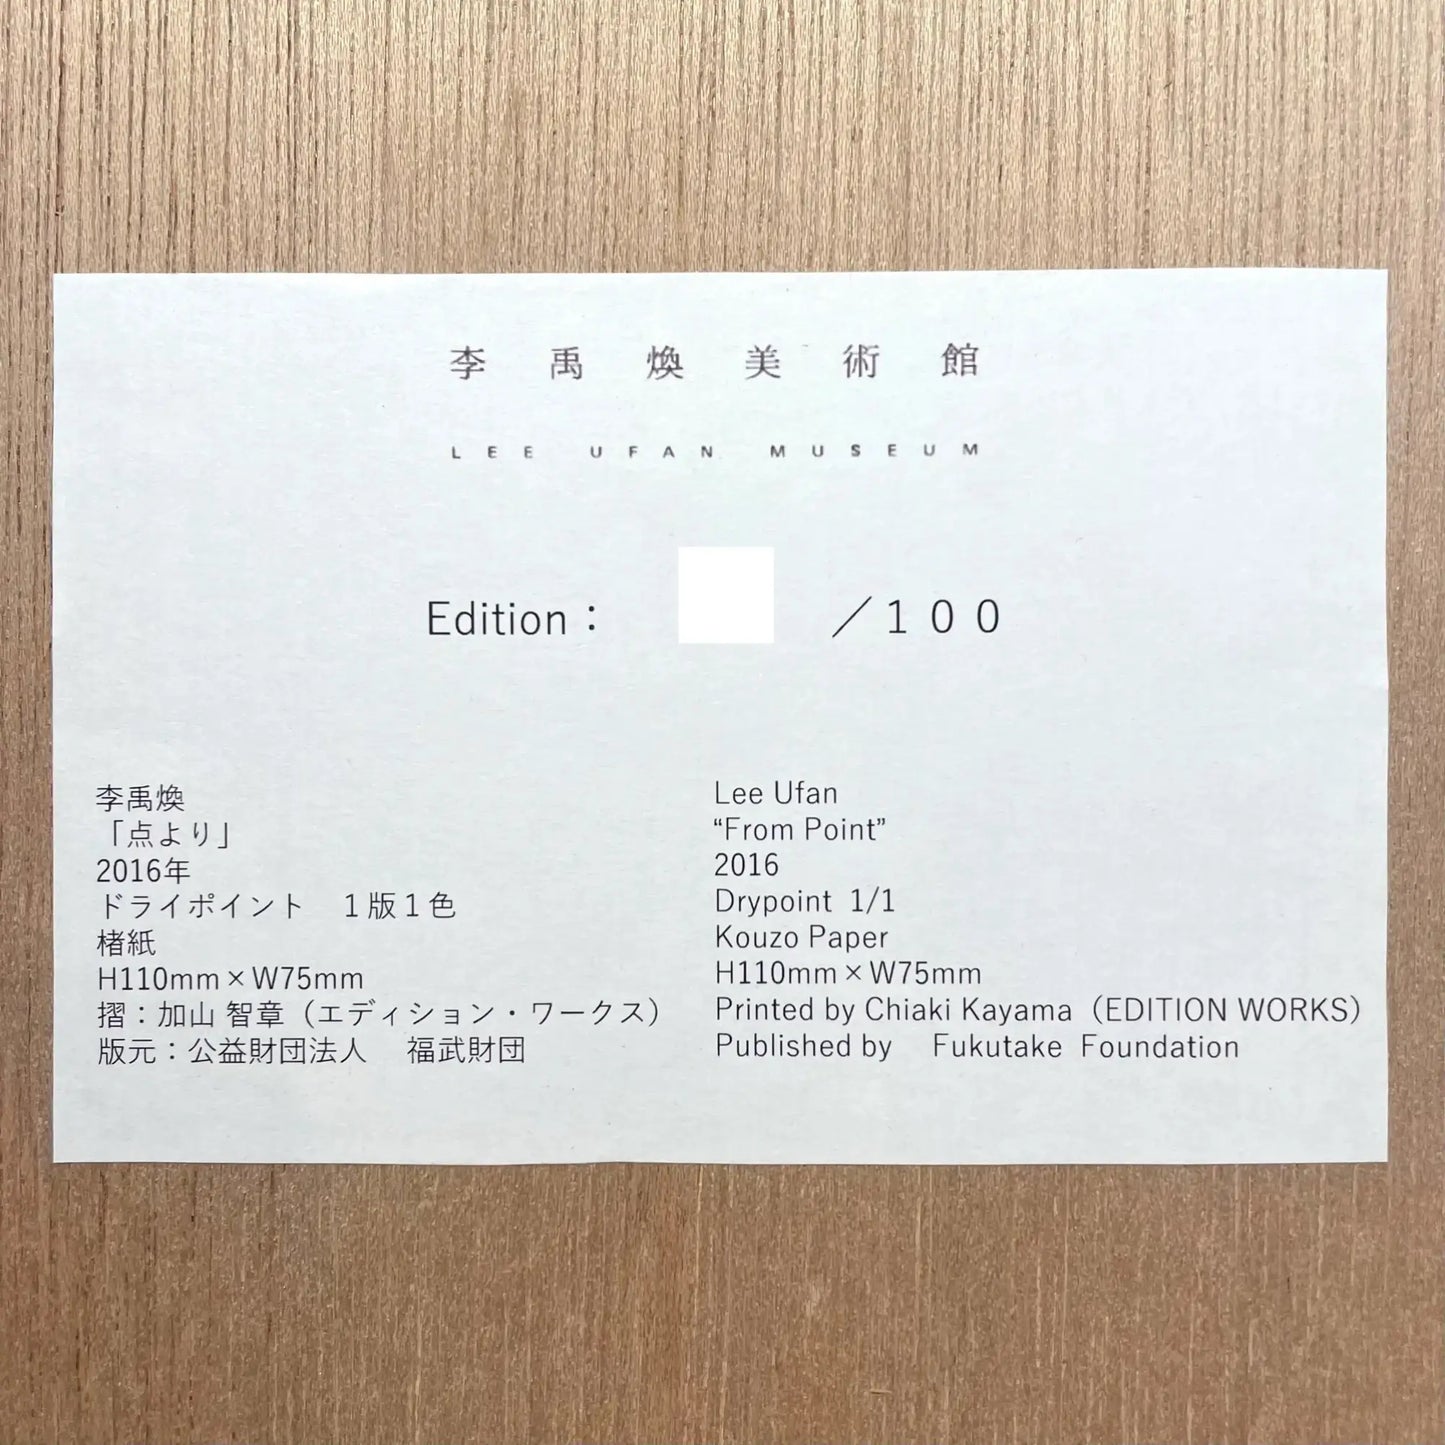 李禹煥美術館
LEE UFAN MUSEUM
Edition： ／１００
李禹煥
「点より」
2016年
ドライポイント　１版１色
楮紙
H110mm×W75mm
摺：加山 智章（エディション・ワークス）
版元：公益財団法人　福武財団
Lee Ufan
“From Point”
2016
Drypoint 1/1
Kouzo Paper
H110mm×W75mm
Printed by Chiaki Kayama（EDITION WORKS）
Published by　Fukutake Foundation